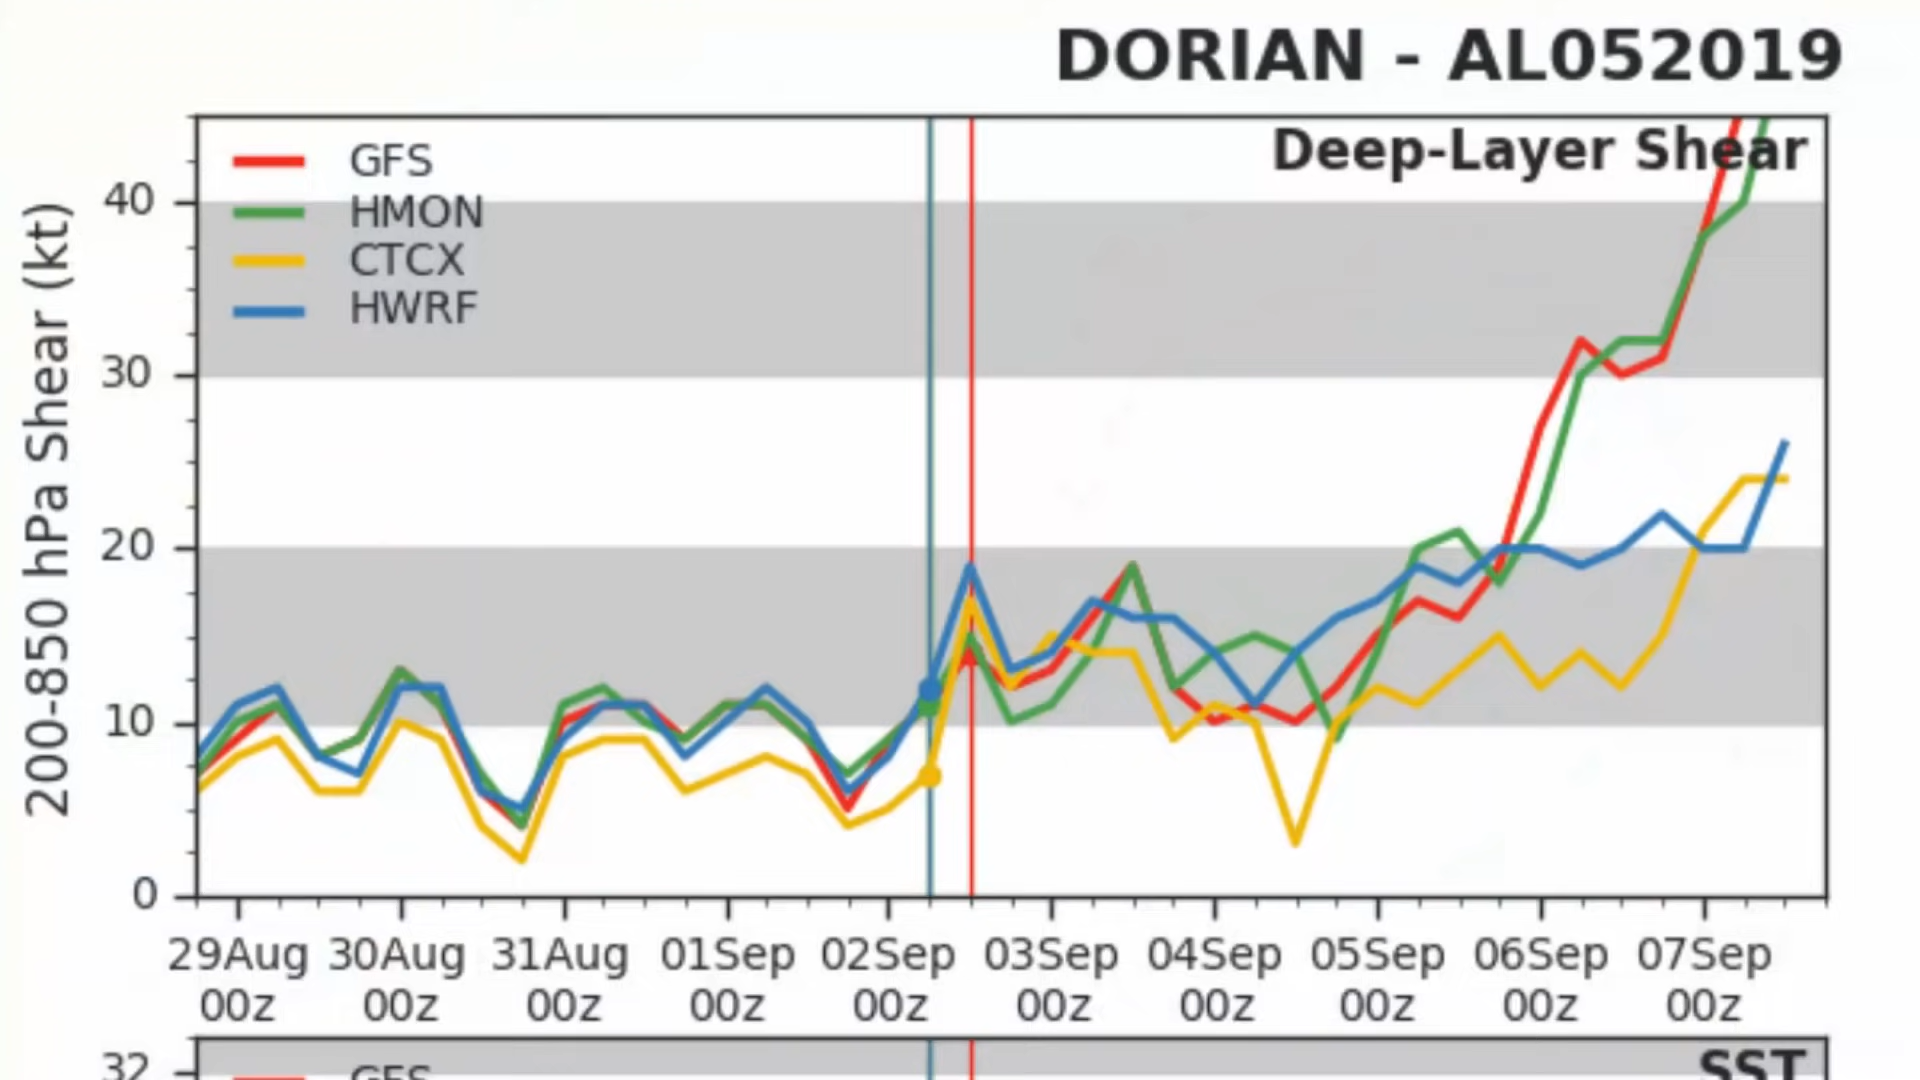 DORIAN - AL052019
Deep-Layer Shear
GFS
HMON
CTCX
HWRF
200-850 hPa Shear (kt)
40
30
20
10
0
29Aug 30Aug 31Aug 01Sep 02Sep 03Sep 04Sep 05Sep 06Sep 07Sep
00z 00z 00z 00z 00z 00z 00z 00z 00z 00z
32
GFS
SST